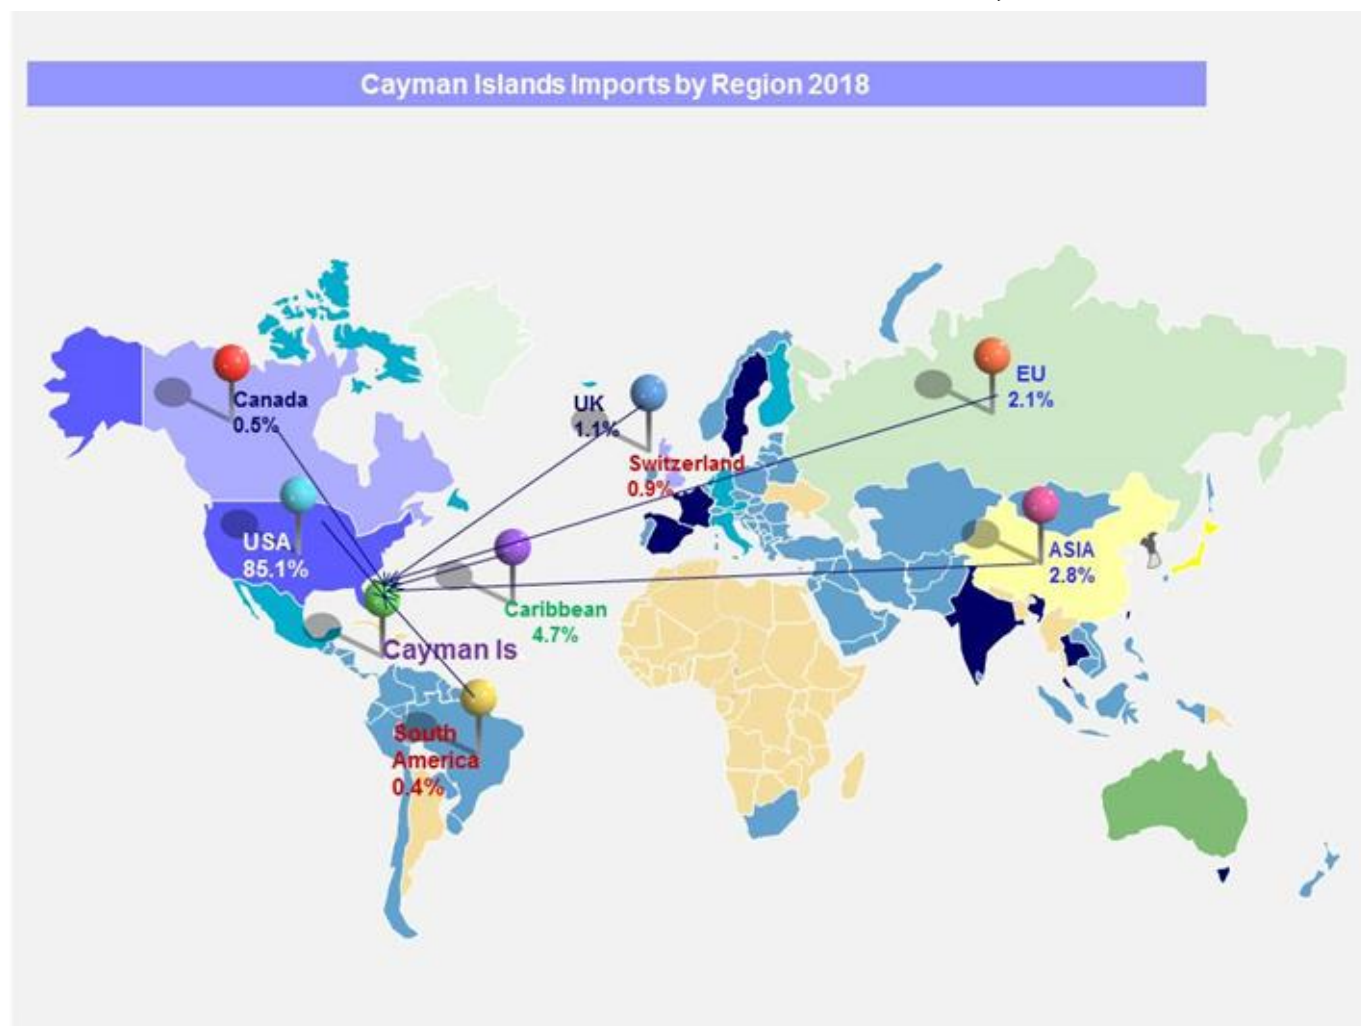 Cayman Islands Imports by Region 2018
Canada
0.5%
UK
1.1%
EU
2.1%
Switzerland
0.9%
USA
85.1%
ASIA
2.8%
Caribbean
4.7%
Cayman Is
South
America
0.4%